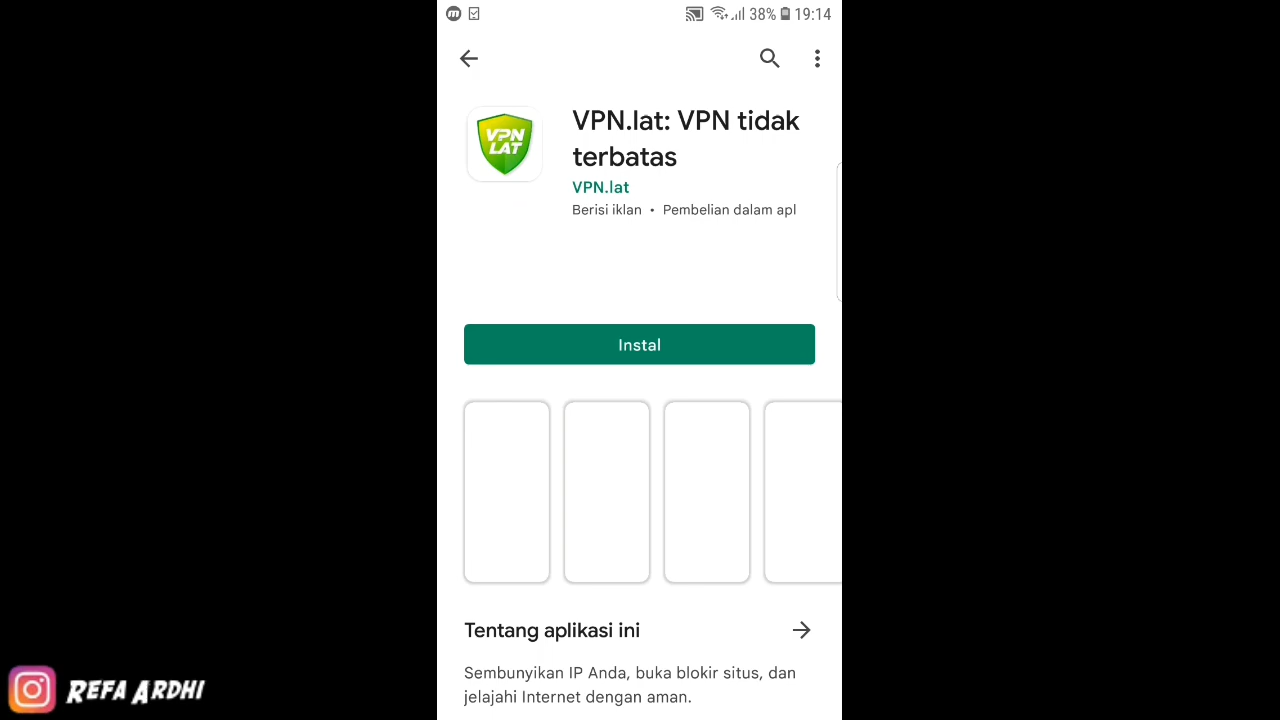 38% 19:14
VPN.lat: VPN tidak
terbatas
VPN LAT
VPN.lat
Berisi iklan • Pembelian dalam apl
Instal
Tentang aplikasi ini
Sembunyikan IP Anda, buka blokir situs, dan
jelajahi Internet dengan aman.
REFA ARDHI